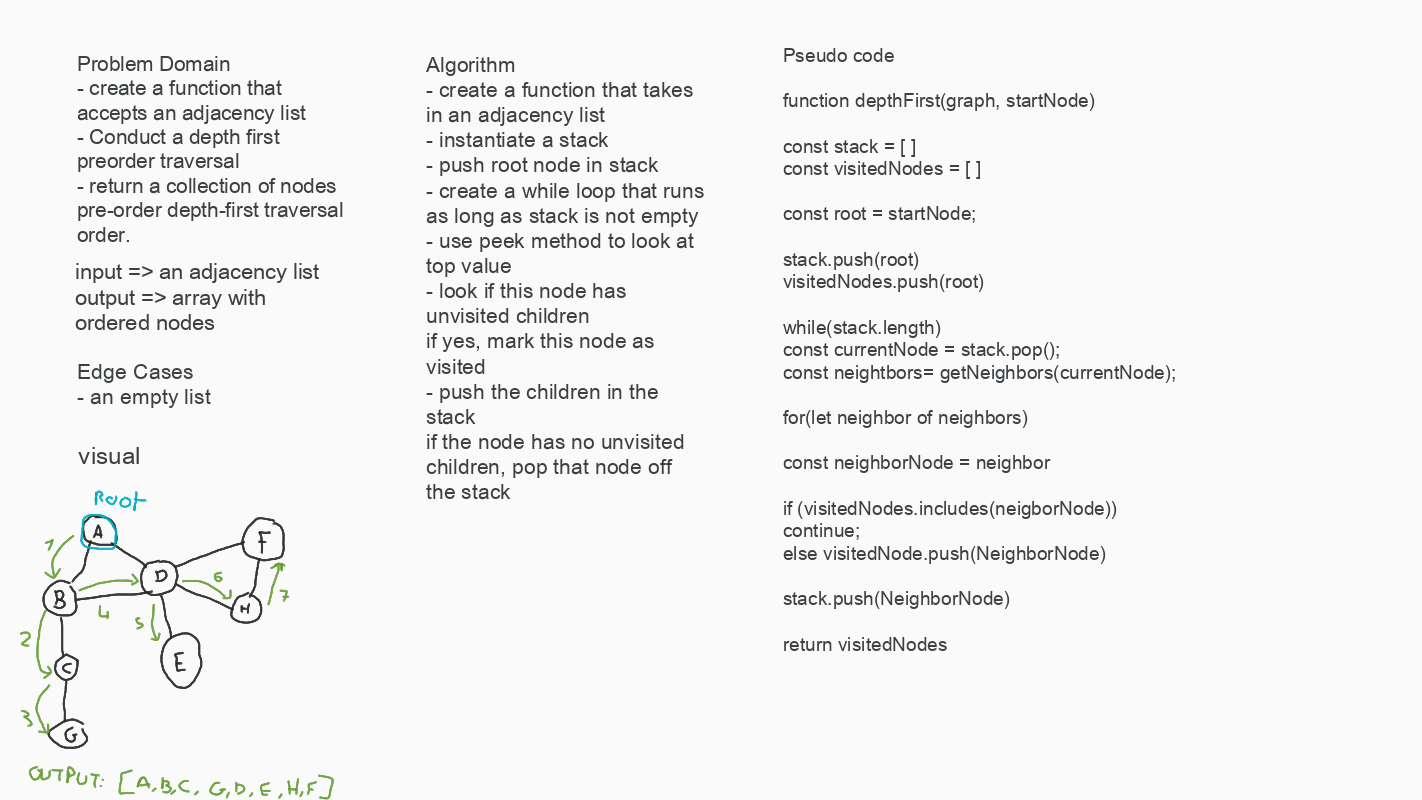 Problem Domain
- create a function that
accepts an adjacency list
- Conduct a depth first
preorder traversal
- return a collection of nodes
pre-order depth-first traversal
order.
input => an adjacency list
output => array with
ordered nodes
Edge Cases
- an empty list
visual
Root
A
F
1
D
6
B
H
7
4
5
2
C
E
3
G
OUTPUT: [A,B,C, G,D, E ,H,F]
Algorithm
- create a function that takes
in an adjacency list
- instantiate a stack
- push root node in stack
- create a while loop that runs
as long as stack is not empty
- use peek method to look at
top value
- look if this node has
unvisited children
if yes, mark this node as
visited
- push the children in the
stack
if the node has no unvisited
children, pop that node off
the stack
Pseudo code
function depthFirst(graph, startNode)
const stack = [ ]
const visitedNodes = [ ]
const root = startNode;
stack.push(root)
visitedNodes.push(root)
while(stack.length)
const currentNode = stack.pop();
const neightbors= getNeighbors(currentNode);
for(let neighbor of neighbors)
const neighborNode = neighbor
if (visitedNodes.includes(neigborNode))
continue;
else visitedNode.push(NeighborNode)
stack.push(NeighborNode)
return visitedNodes